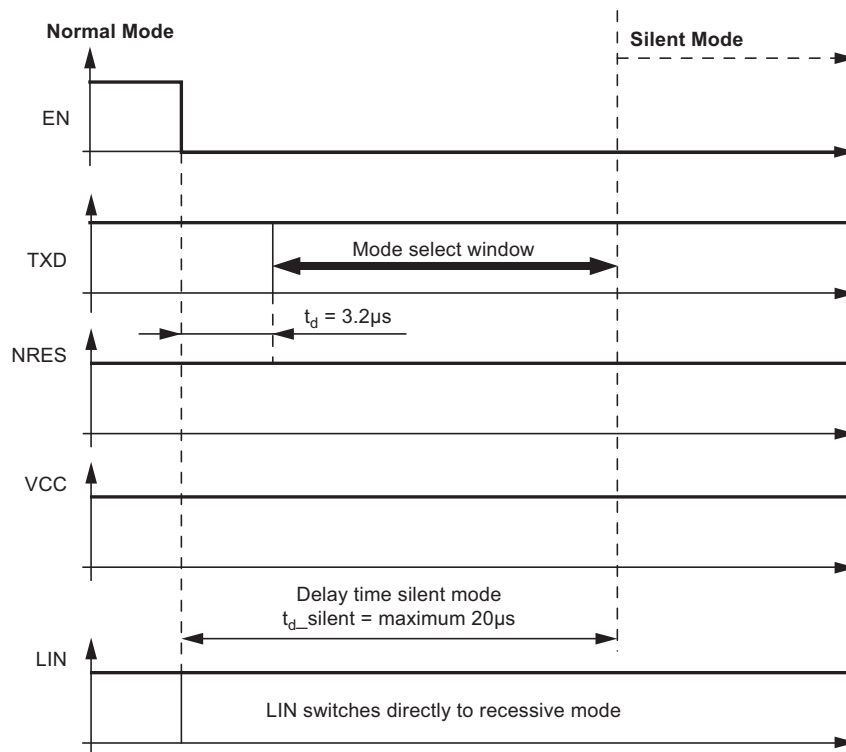 Normal Mode
Silent Mode
EN
Mode select window
TXD
t_d = 3.2µs
NRES
VCC
Delay time silent mode
t_d_silent = maximum 20µs
LIN
LIN switches directly to recessive mode